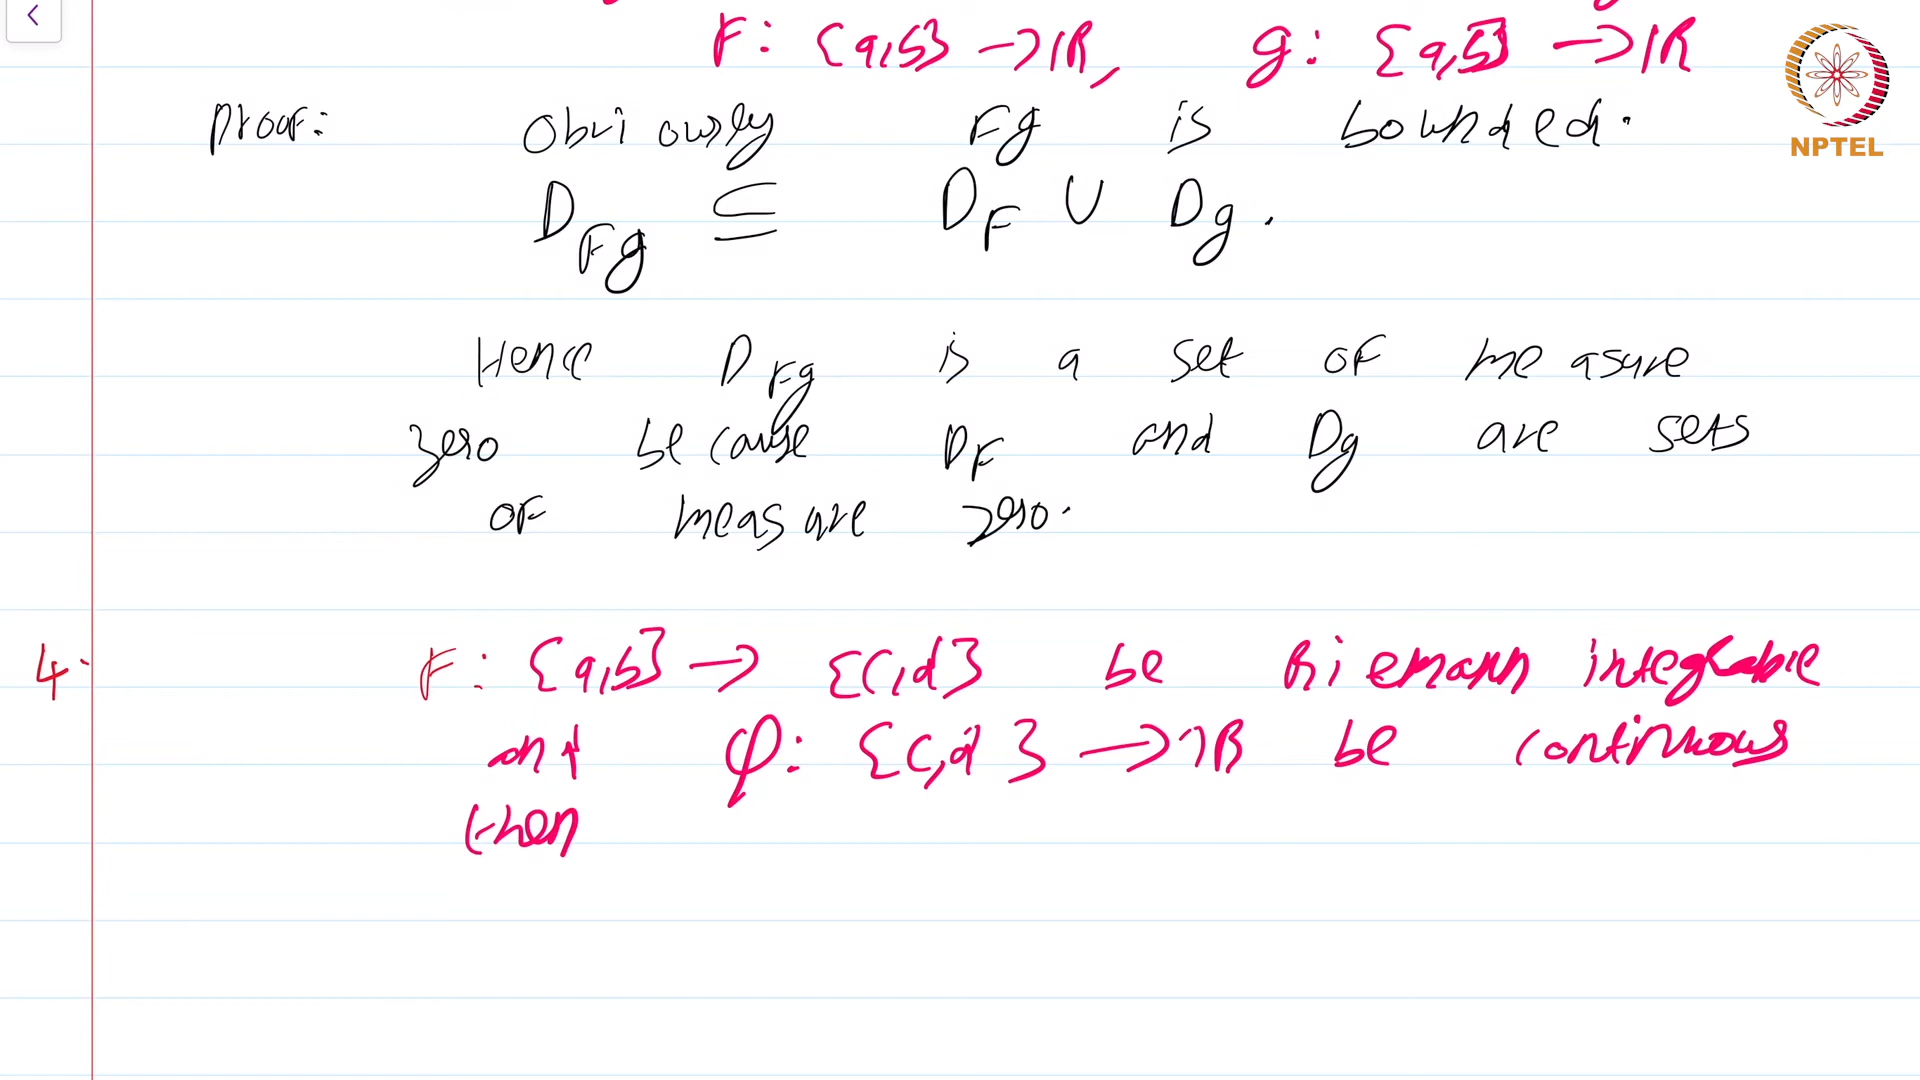 F: [a,b] → ℝ, g: [a,b] → ℝ
NPTEL
Proof: Obviously Fg is bounded.
D_Fg ⊆ D_F ∪ D_g.
Hence D_Fg is a set of measure
zero because D_F and D_g are sets
of measure zero.
4. F: [a,b] → [c,d] be Riemann integrable
and φ: [c,d] → ℝ be continuous
then